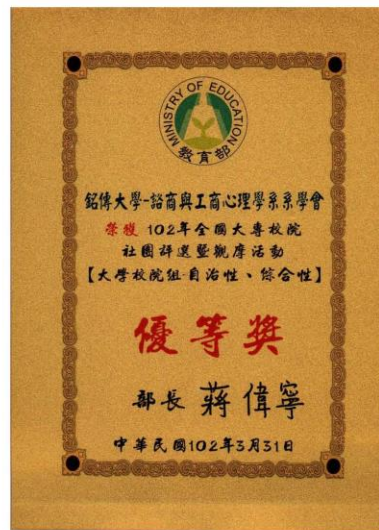 MINISTRY OF EDUCATION
教育部
銘傳大學-諮商與工商心理學系系學會
榮獲 102年全國大專校院
社團評選暨觀摩活動
【大學校院組-自治性、綜合性】
優等獎
部長 蔣偉寧
中華民國102年3月31日